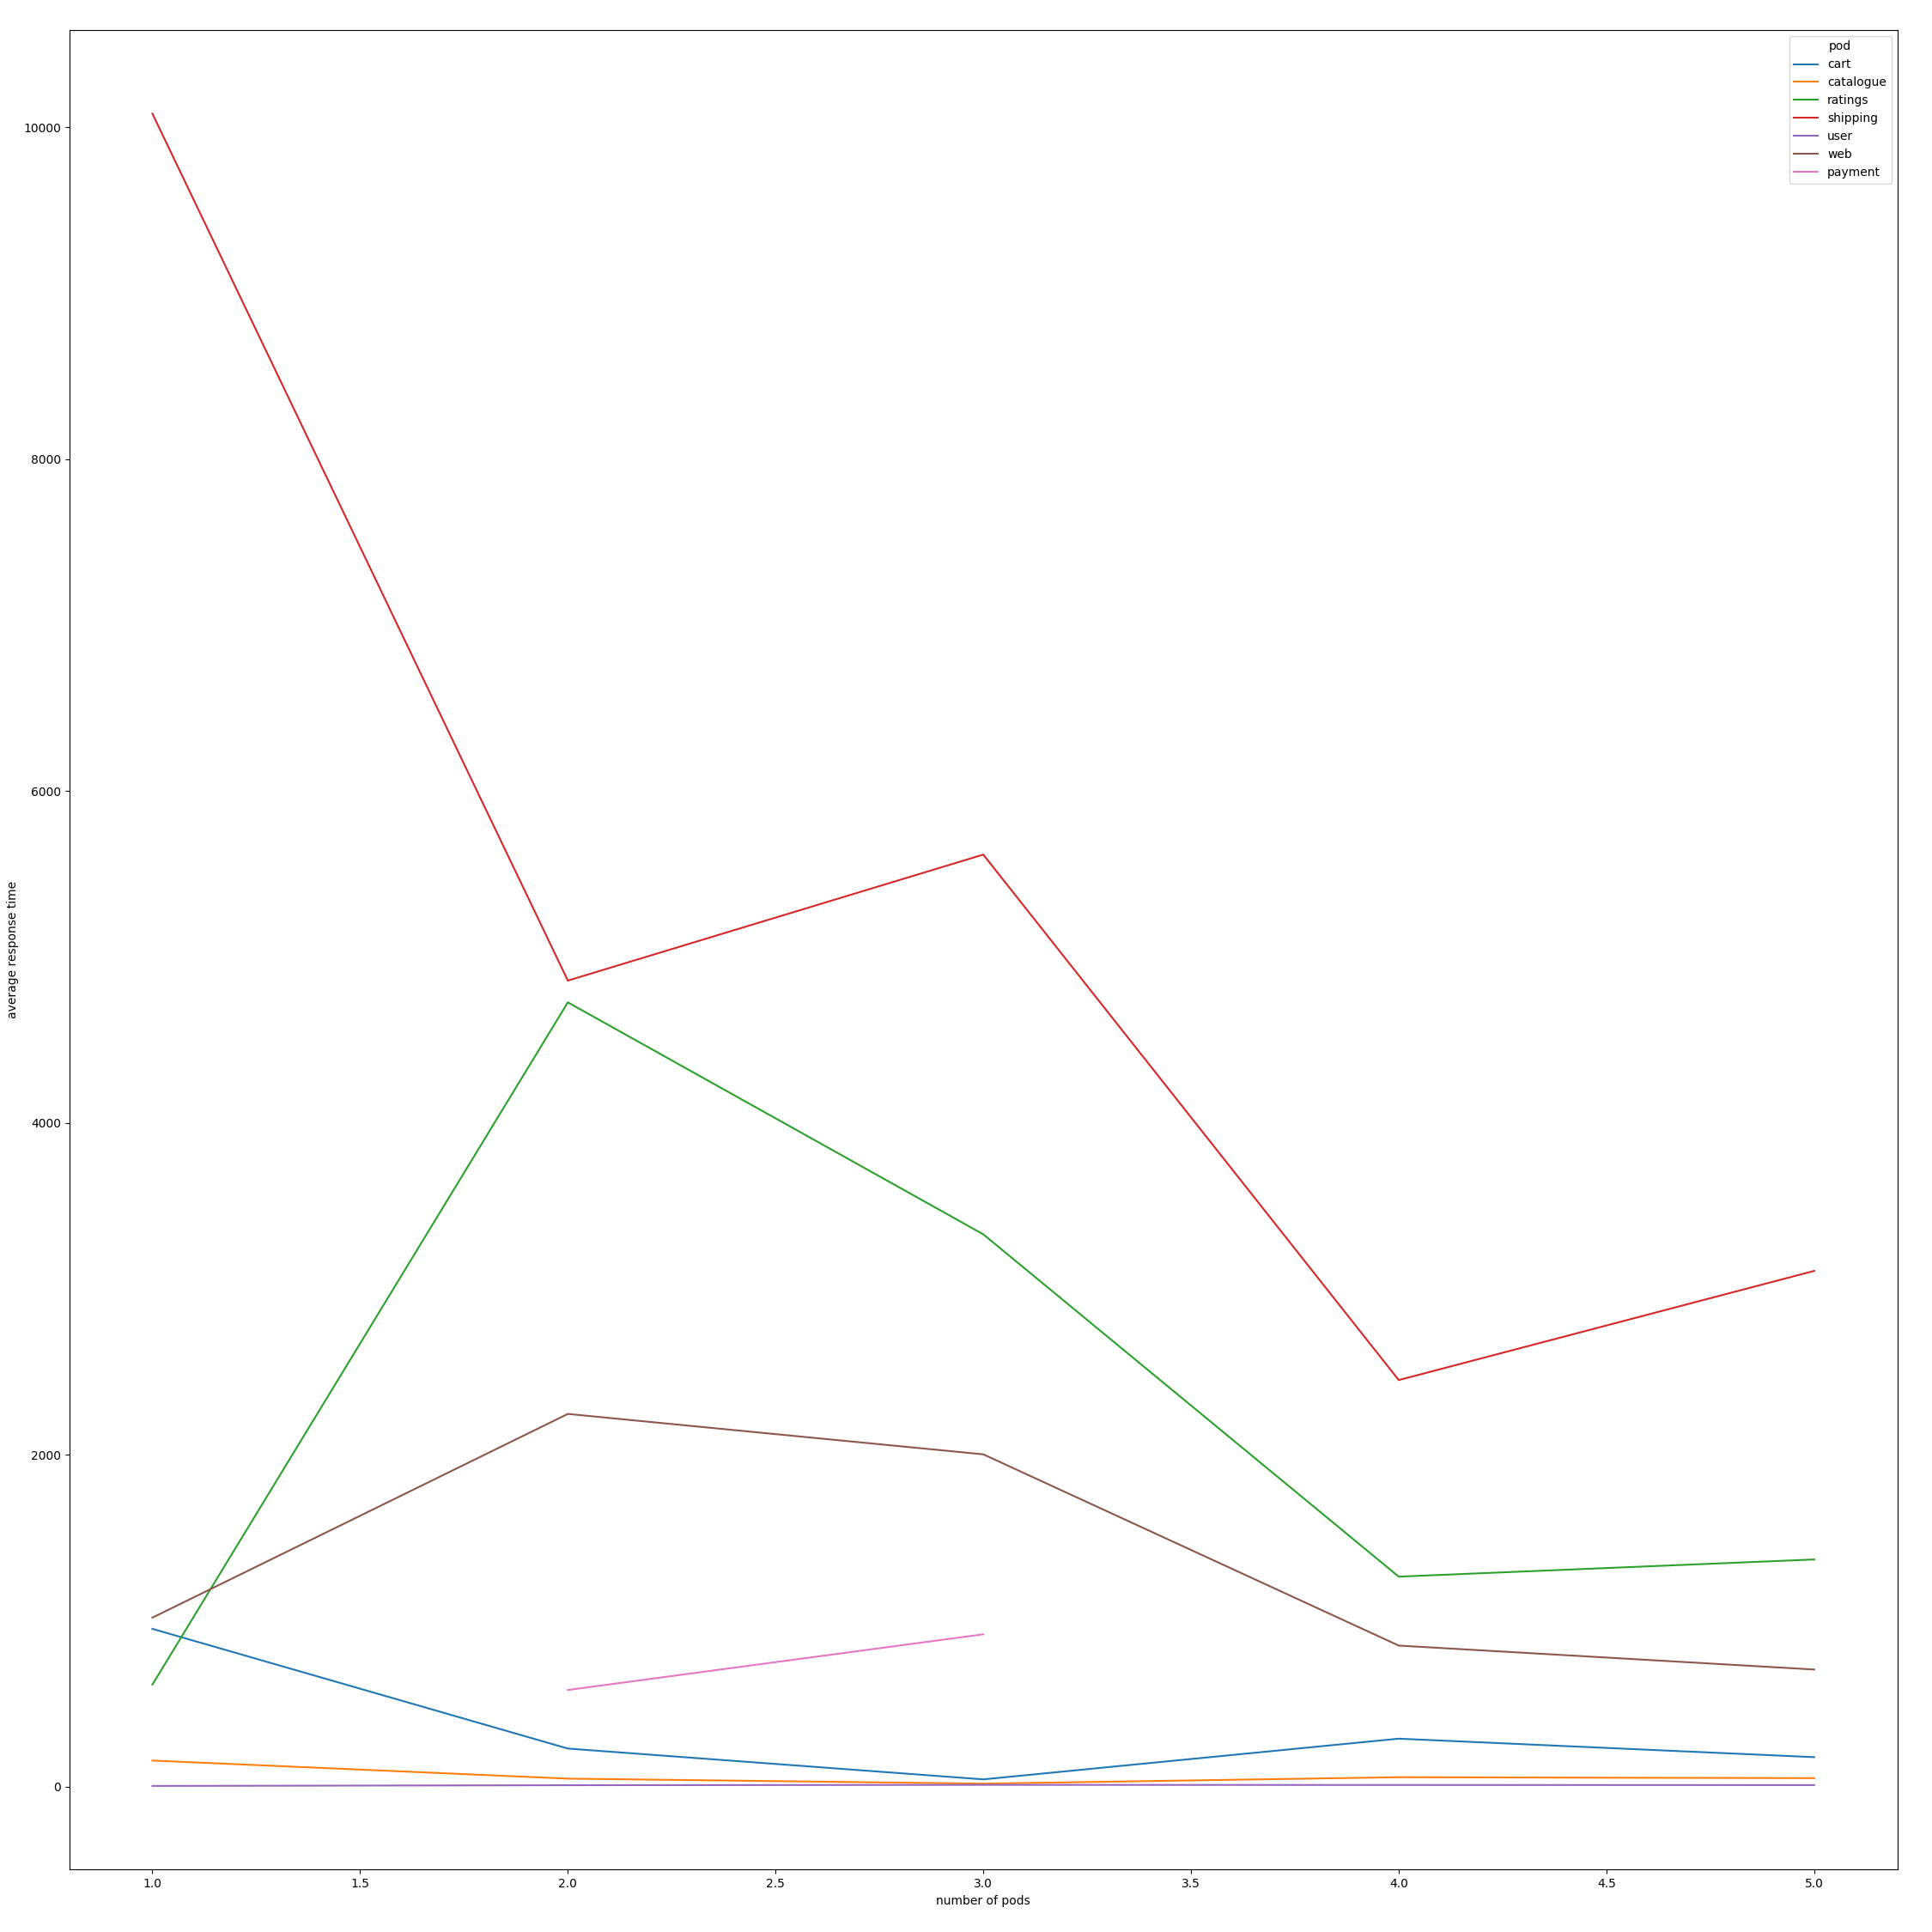 pod
cart
catalogue
ratings
shipping
user
web
payment
10000
8000
6000
4000
2000
0
average response time
1.0 1.5 2.0 2.5 3.0 3.5 4.0 4.5 5.0
number of pods